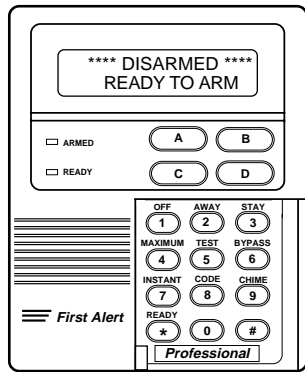 **** DISARMED ****
READY TO ARM
ARMED
A B
READY
C D
OFF AWAY STAY
1 2 3
MAXIMUM TEST BYPASS
4 5 6
INSTANT CODE CHIME
7 8 9
READY
* 0 #
First Alert
Professional